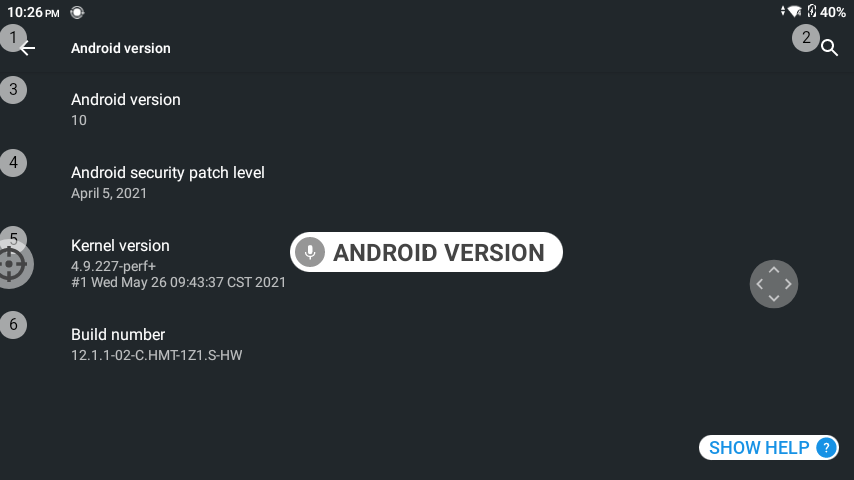 10:26 PM
40%
1
2
Android version
3
Android version
10
4
Android security patch level
April 5, 2021
5
Kernel version
4.9.227-perf+
#1 Wed May 26 09:43:37 CST 2021
ANDROID VERSION
6
Build number
12.1.1-02-C.HMT-1Z1.S-HW
SHOW HELP ?